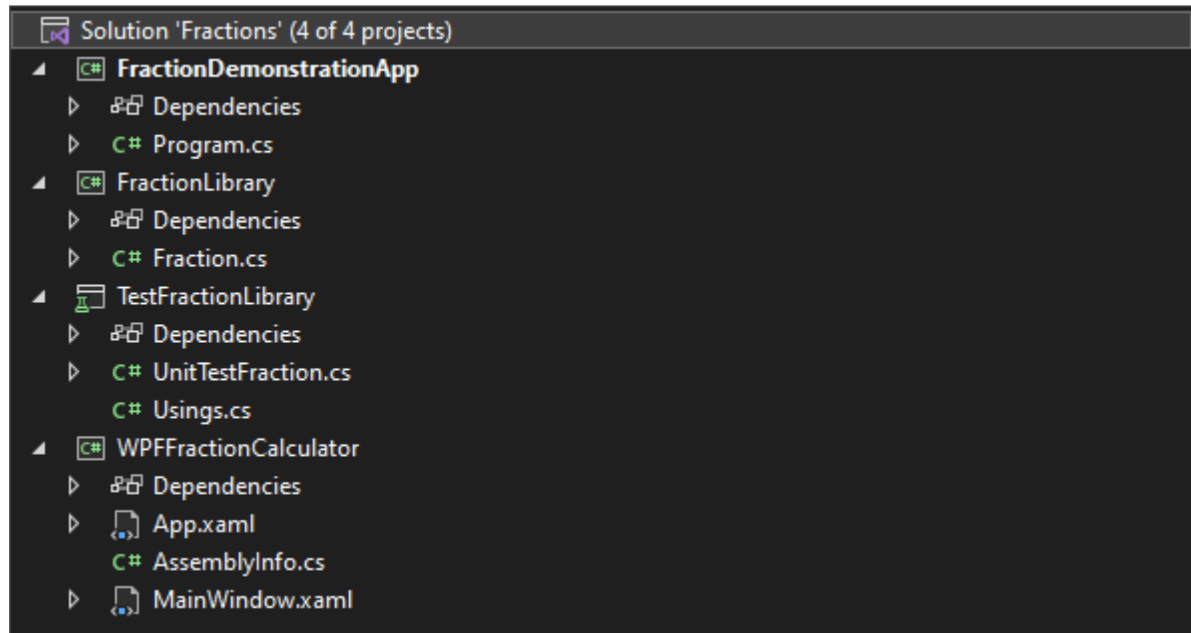 Solution 'Fractions' (4 of 4 projects)
C# FractionDemonstrationApp
Dependencies
C# Program.cs
C# FractionLibrary
Dependencies
C# Fraction.cs
TestFractionLibrary
Dependencies
C# UnitTestFraction.cs
C# Usings.cs
C# WPFFractionCalculator
Dependencies
App.xaml
C# AssemblyInfo.cs
MainWindow.xaml